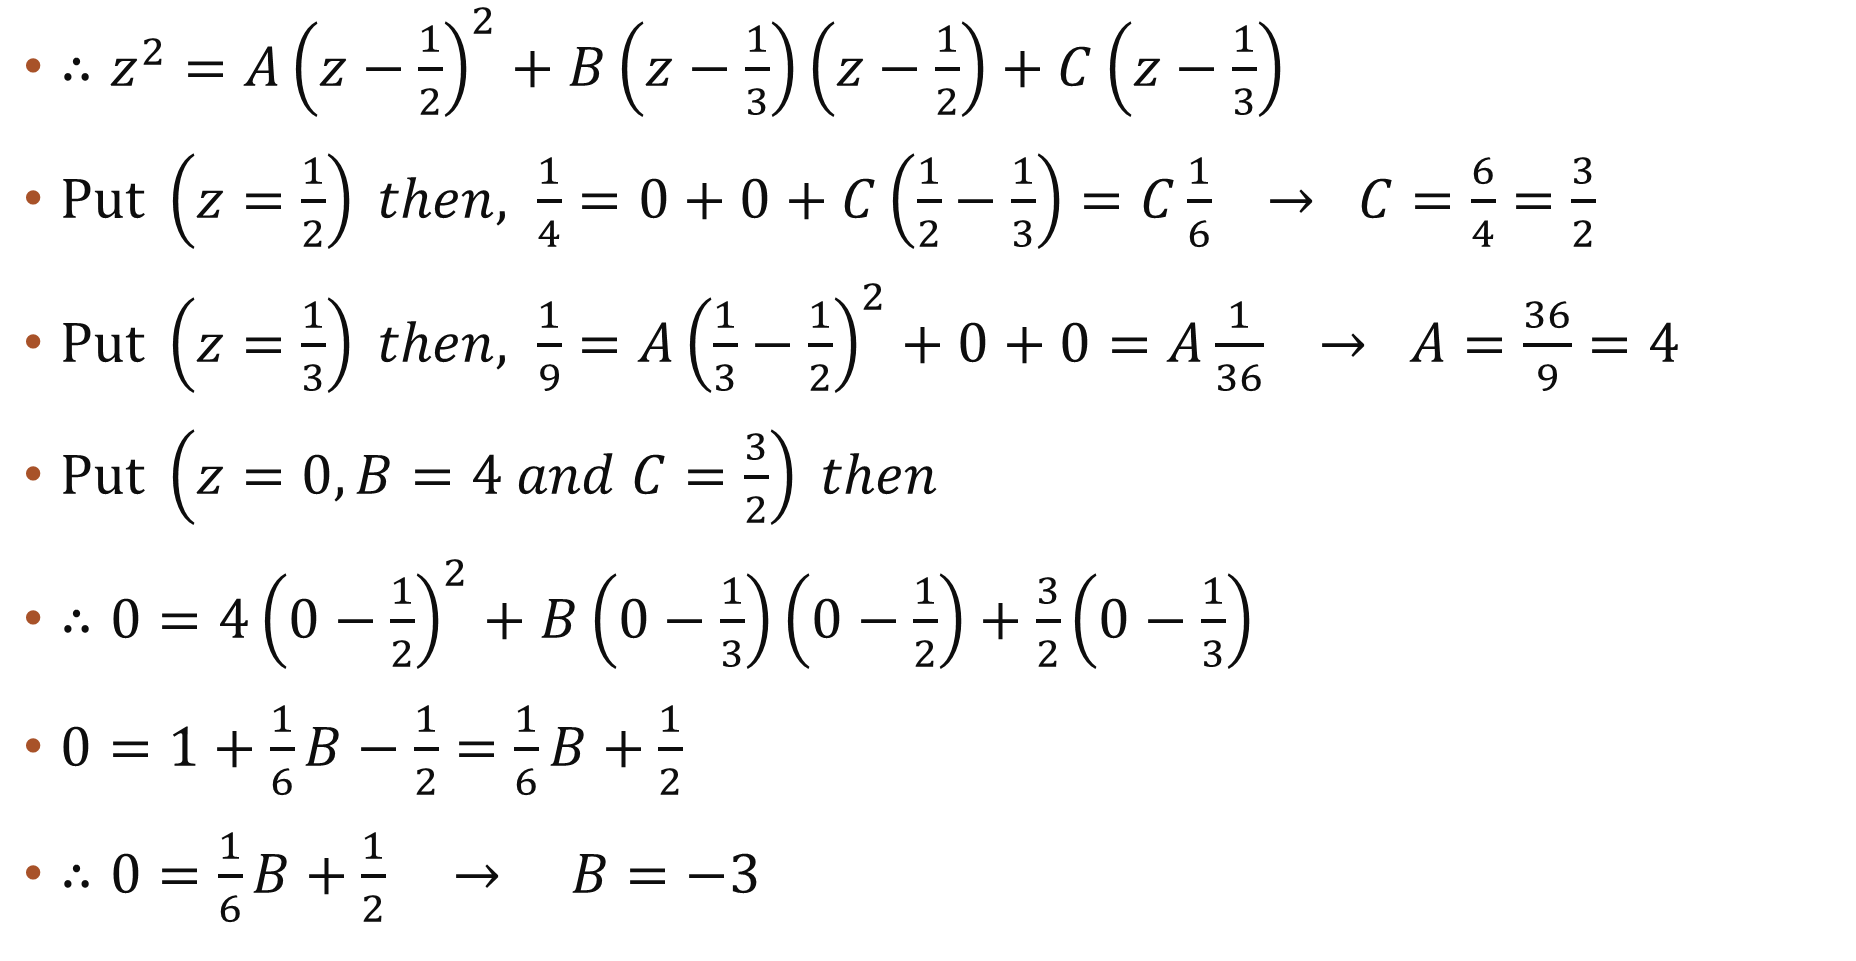 • ∴ z² = A(z − 1/2)² + B(z − 1/3)(z − 1/2) + C(z − 1/3)
• Put (z = 1/2) then, 1/4 = 0 + 0 + C(1/2 − 1/3) = C 1/6 → C = 6/4 = 3/2
• Put (z = 1/3) then, 1/9 = A(1/3 − 1/2)² + 0 + 0 = A 1/36 → A = 36/9 = 4
• Put (z = 0, B = 4 and C = 3/2) then
• ∴ 0 = 4(0 − 1/2)² + B(0 − 1/3)(0 − 1/2) + 3/2(0 − 1/3)
• 0 = 1 + 1/6 B − 1/2 = 1/6 B + 1/2
• ∴ 0 = 1/6 B + 1/2 → B = −3